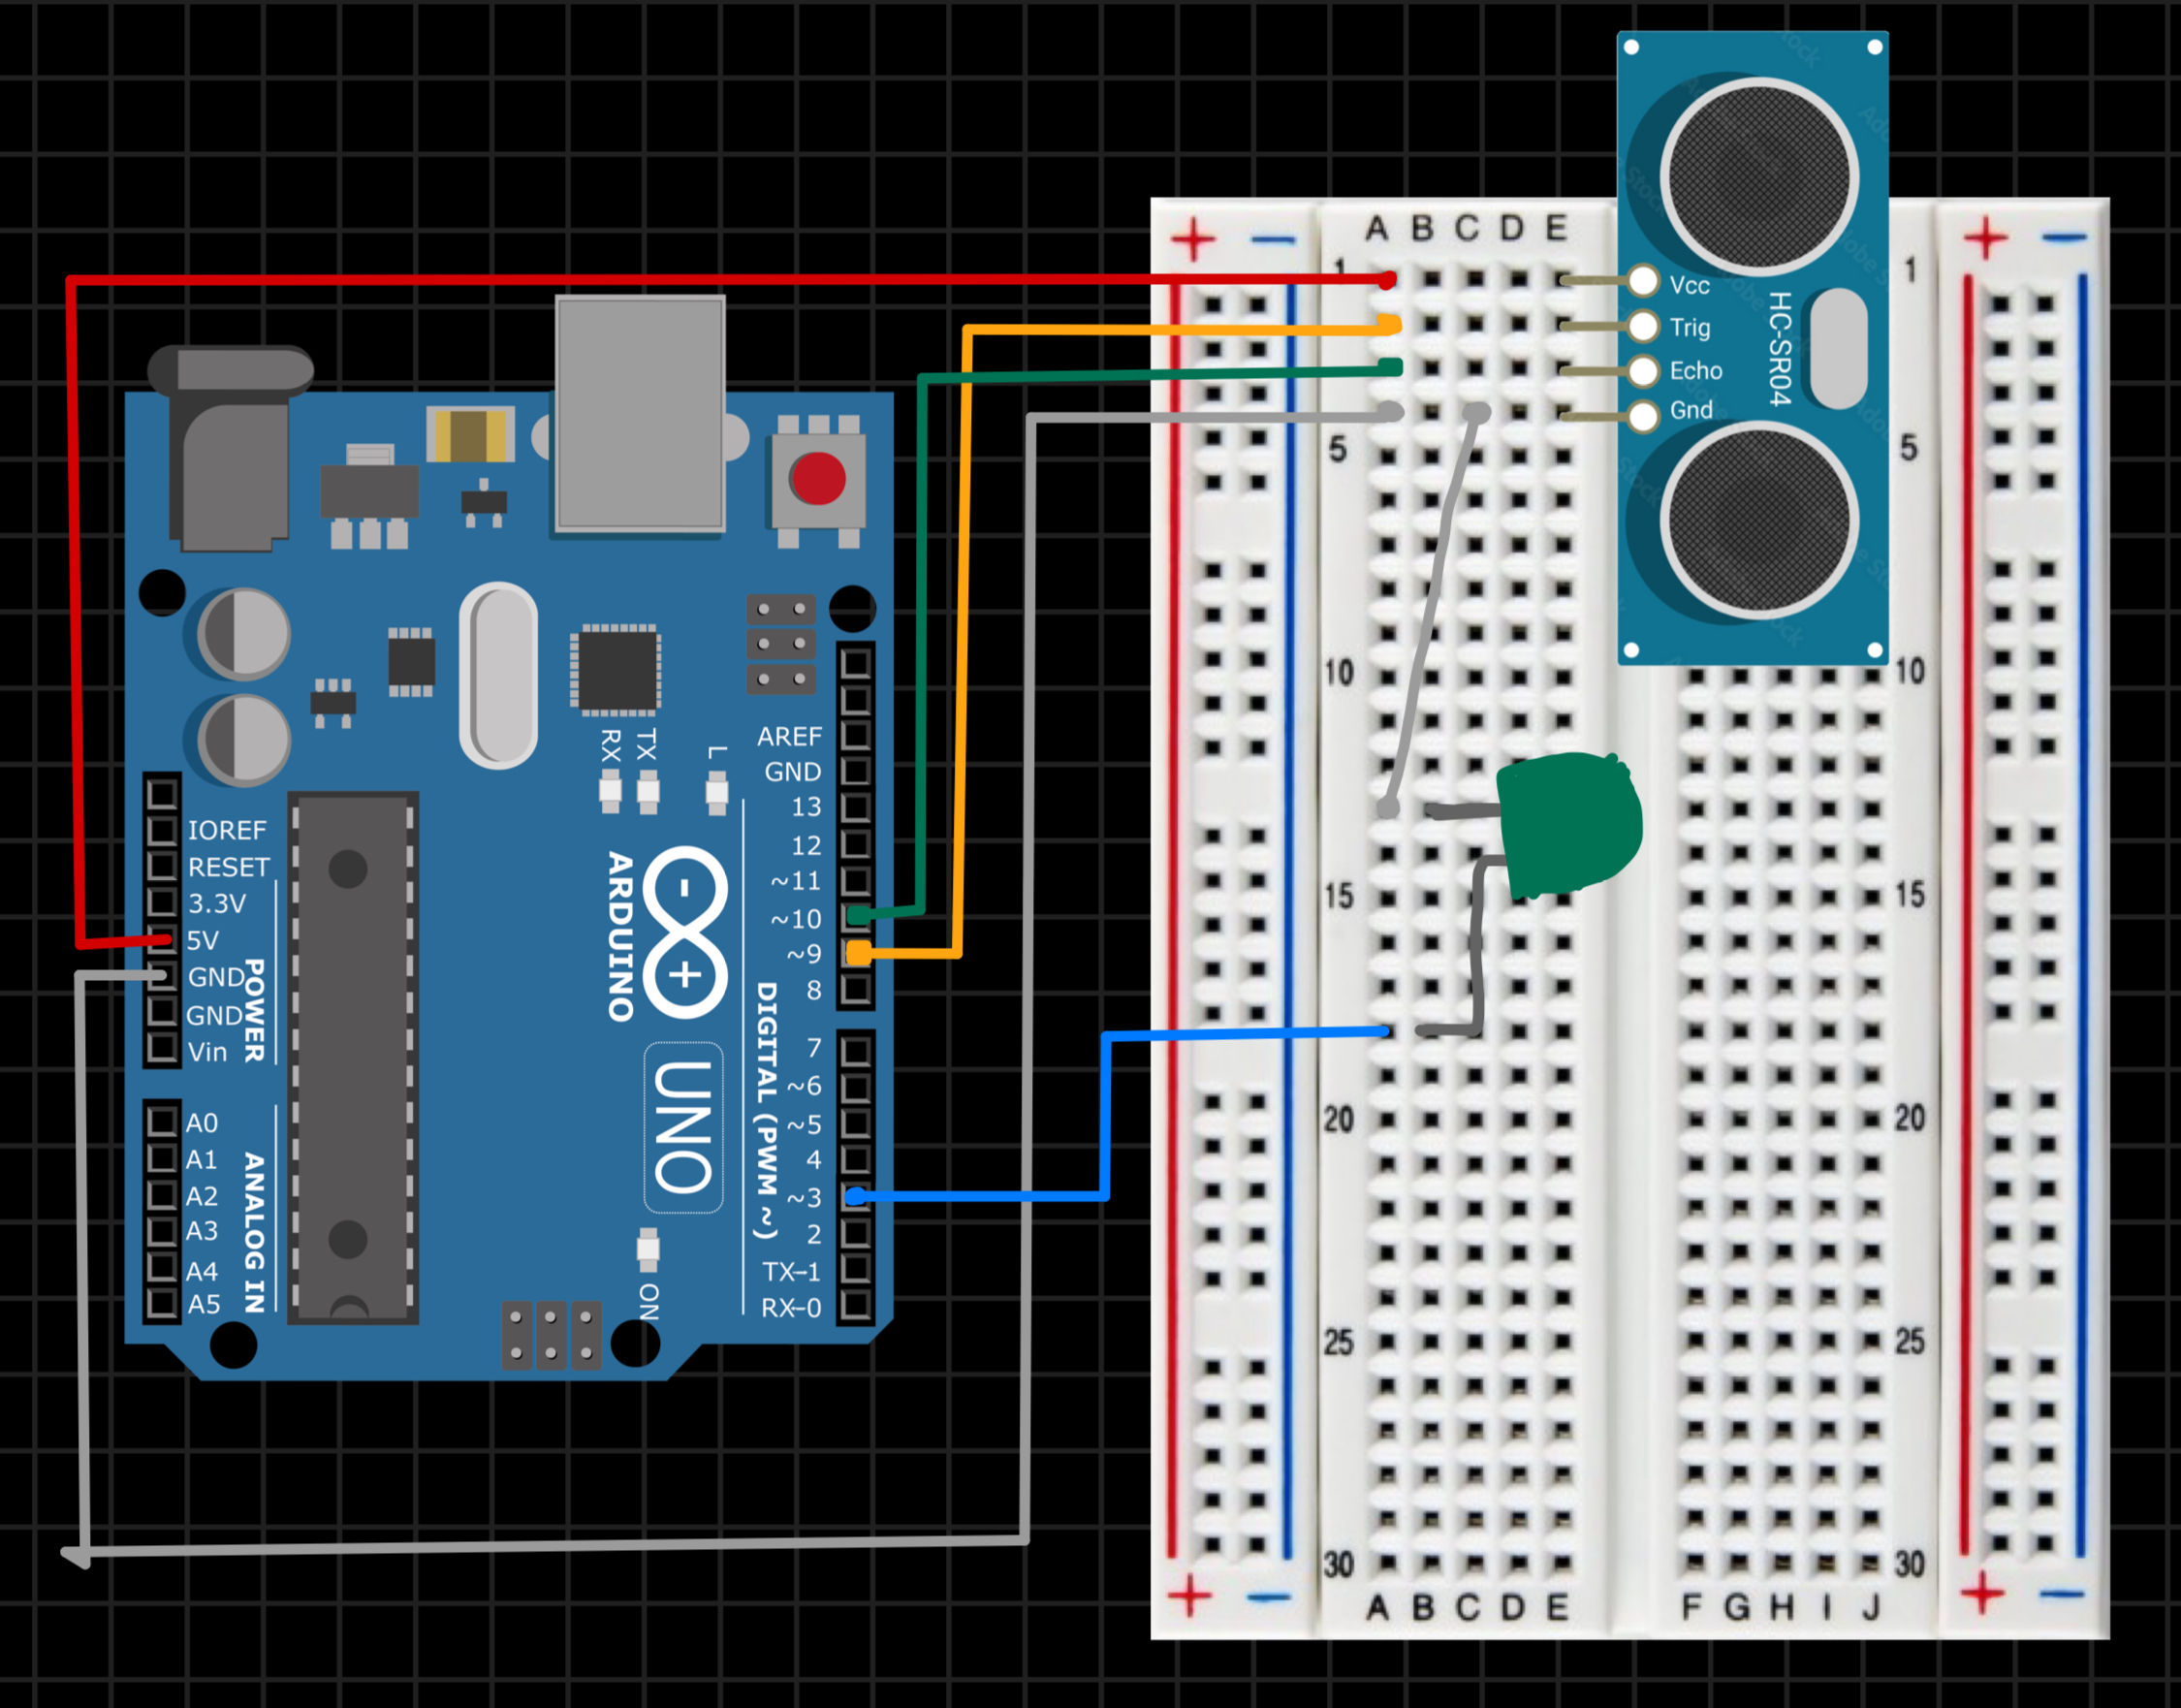 IOREF
RESET
3.3V
5V
GND
GND
Vin
POWER
A0
A1
A2
A3
A4
A5
ANALOG IN
RX
TX
L
ARDUINO
- +
UNO
ON
AREF
GND
13
12
~11
~10
~9
8
7
~6
~5
4
~3
2
TX→1
RX←0
DIGITAL (PWM ~)
+ − A B C D E + −
1 1
5 5
10 10
15 15
20 20
25 25
30 30
+ − A B C D E F G H I J + −
Vcc
Trig
Echo
Gnd
HC-SR04